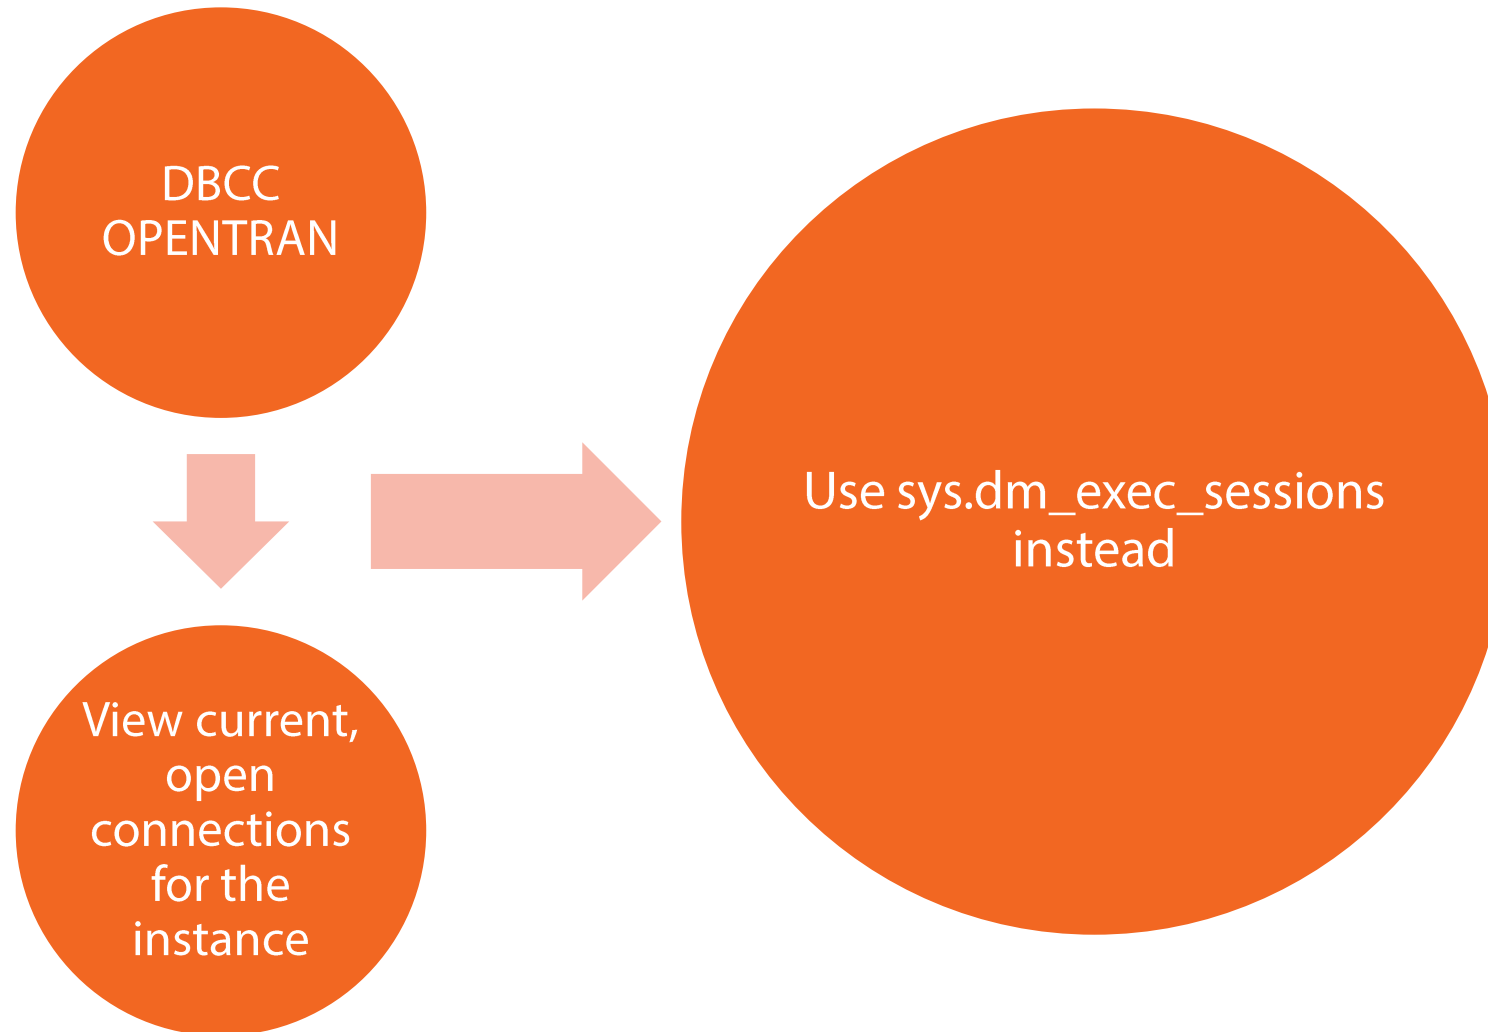 DBCC
OPENTRAN
View current,
open
connections
for the
instance
Use sys.dm_exec_sessions
instead